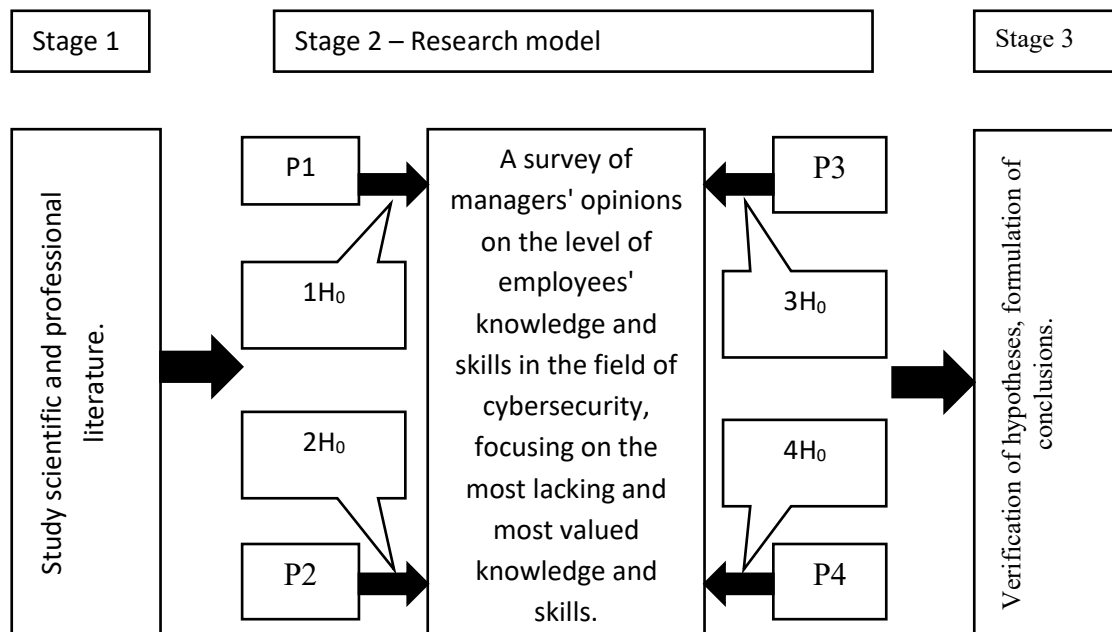 Stage 1
Stage 2 – Research model
Stage 3
Study scientific and professional
literature.
P1
1H₀
2H₀
P2
A survey of
managers' opinions
on the level of
employees'
knowledge and
skills in the field of
cybersecurity,
focusing on the
most lacking and
most valued
knowledge and
skills.
P3
3H₀
4H₀
P4
Verification of hypotheses, formulation of
conclusions.